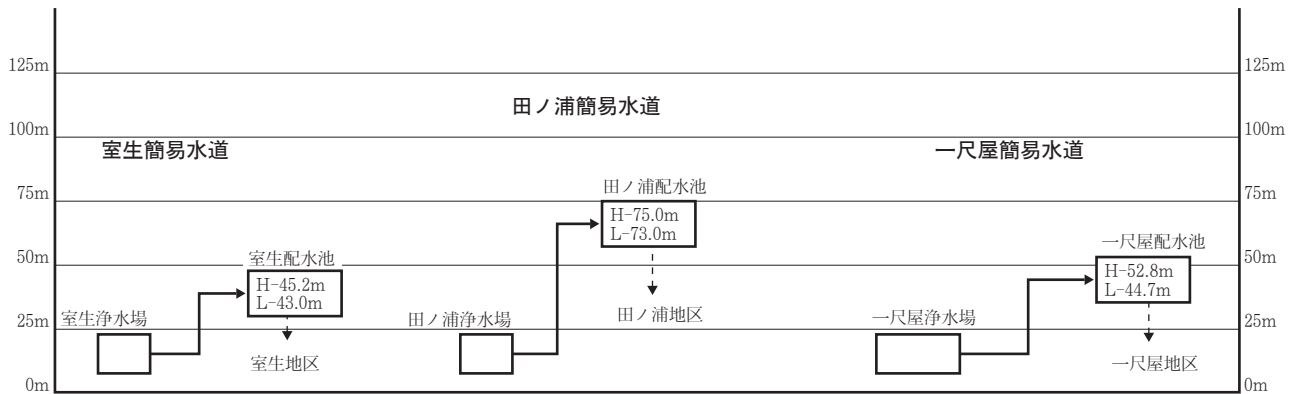 125m
125m
田ノ浦簡易水道
100m
100m
室生簡易水道
一尺屋簡易水道
75m
田ノ浦配水池
75m
H-75.0m
L-73.0m
50m
室生配水池
一尺屋配水池
50m
H-45.2m
L-43.0m
H-52.8m
L-44.7m
25m
室生浄水場
田ノ浦浄水場
田ノ浦地区
一尺屋浄水場
25m
室生地区
一尺屋地区
0m
0m